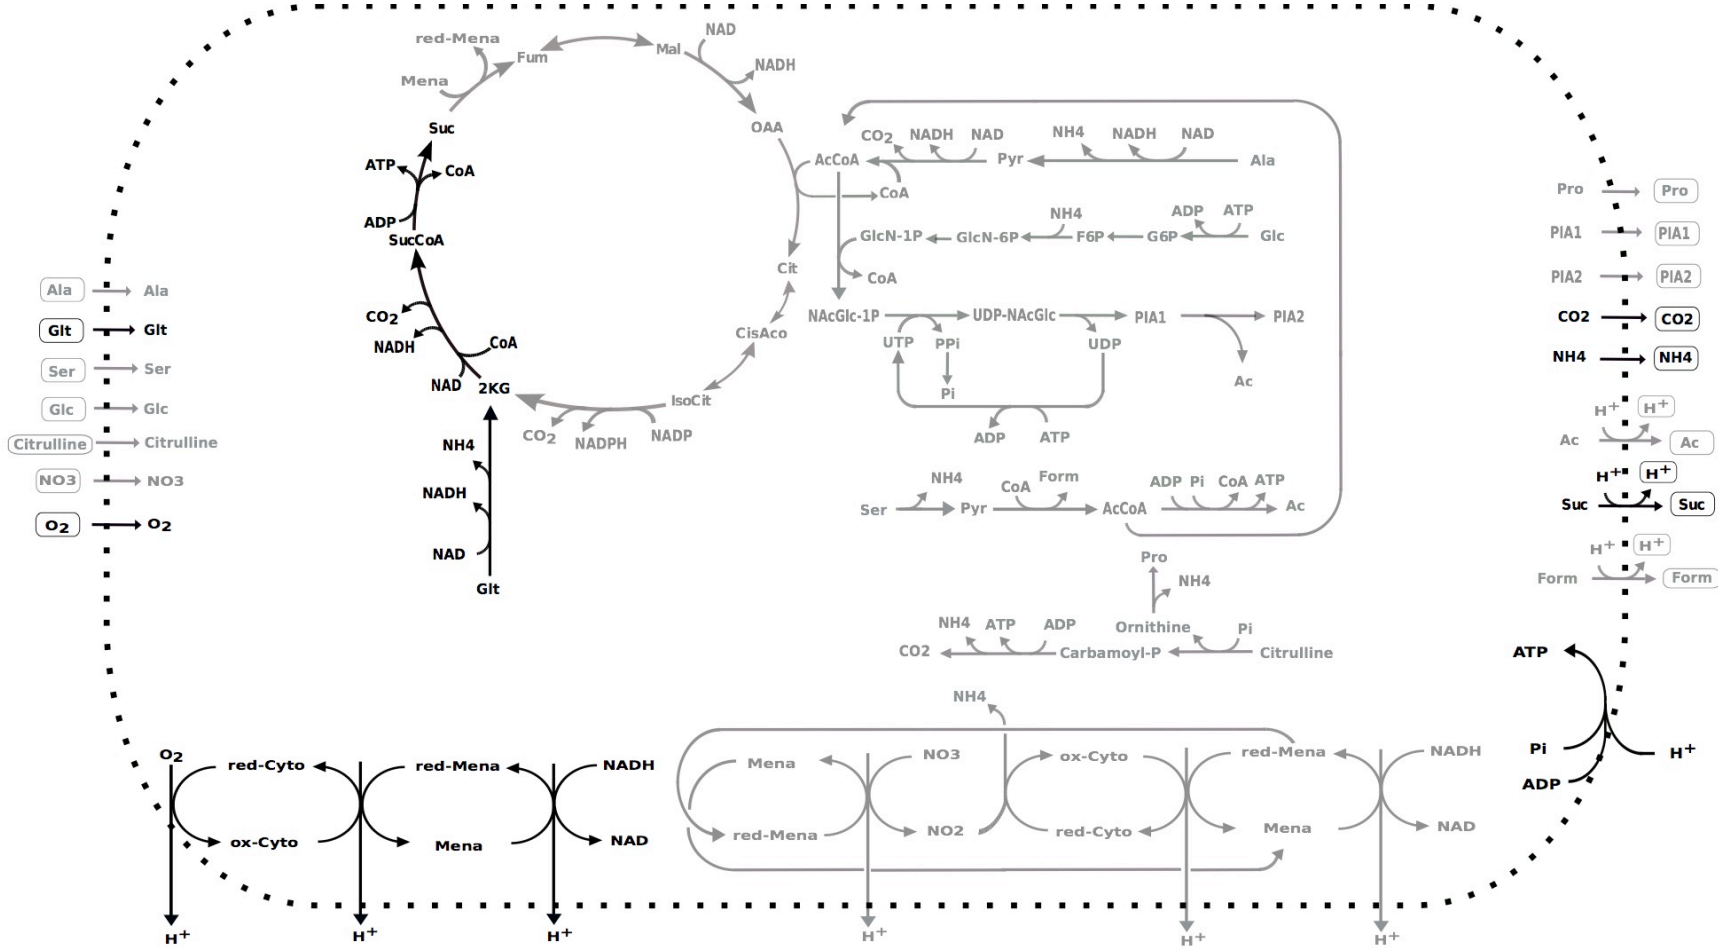 red-Mena
Mena
Fum
Mal
NAD
NADH
OAA
Suc
ATP
CoA
ADP
SucCoA
CO2
NADH
CoA
NAD
2KG
NH4
NADH
NAD
Glt
Cit
CisAco
IsoCit
CO2
NADPH
NADP
AcCoA
CO2
NADH
NAD
Pyr
NH4
NADH
NAD
Ala
CoA
GlcN-1P
GlcN-6P
NH4
F6P
G6P
ADP
ATP
Glc
CoA
NAcGlc-1P
UDP-NAcGlc
PIA1
PIA2
UTP
PPi
UDP
Pi
Ac
ADP
ATP
Ser
NH4
Pyr
CoA
Form
AcCoA
ADP
Pi
CoA
ATP
Ac
Pro
NH4
Ornithine
Pi
NH4
ATP
ADP
CO2
Carbamoyl-P
Citrulline
Ala Ala
Glt Glt
Ser Ser
Glc Glc
Citrulline Citrulline
NO3 NO3
O2 O2
Pro Pro
PIA1 PIA1
PIA2 PIA2
CO2 CO2
NH4 NH4
H+ H+
Ac Ac
H+ H+
Suc Suc
H+ H+
Form Form
ATP
Pi
H+
ADP
O2
red-Cyto
red-Mena
NADH
ox-Cyto
Mena
NAD
H+
H+
H+
NH4
Mena
NO3
ox-Cyto
red-Mena
NADH
red-Mena
NO2
red-Cyto
Mena
NAD
H+
H+
H+